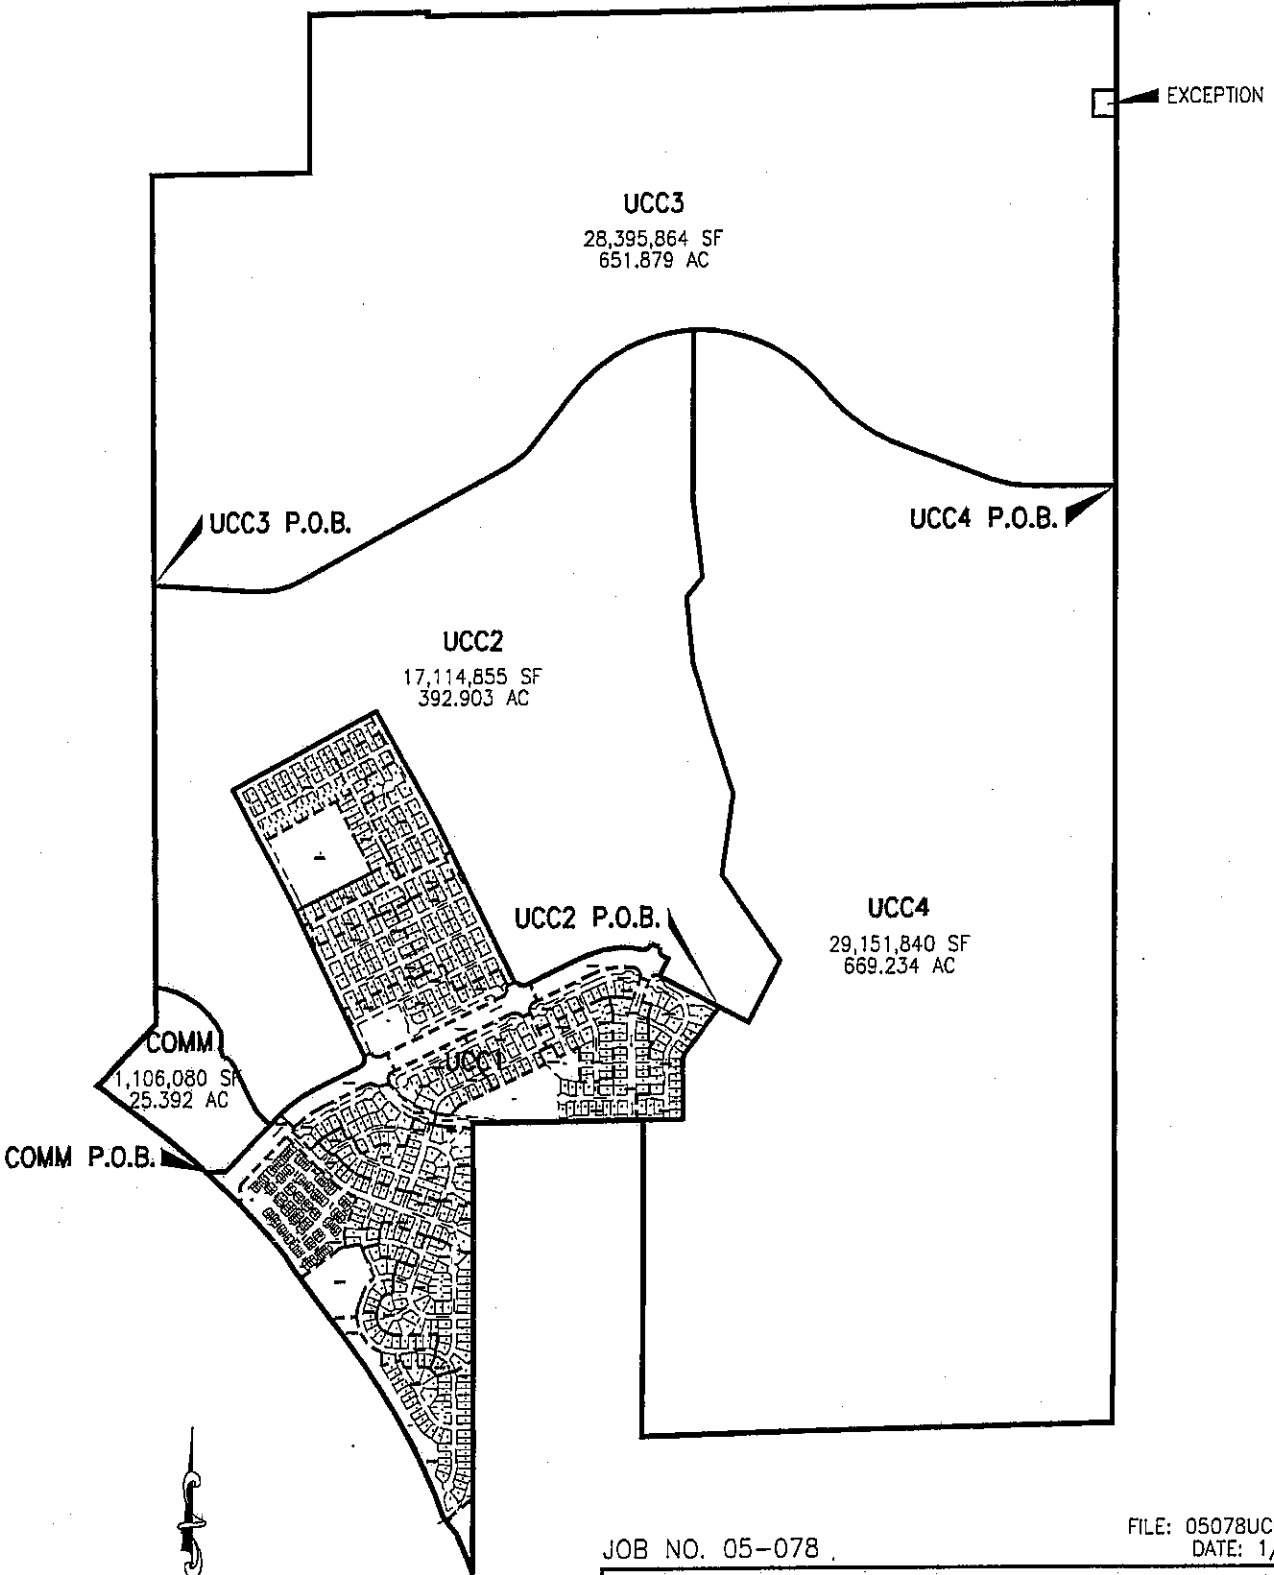 EXCEPTION
UCC3
28,395,864 SF
651.879 AC
UCC3 P.O.B.
UCC4 P.O.B.
UCC2
17,114,855 SF
392.903 AC
UCC2 P.O.B.
UCC4
29,151,840 SF
669.234 AC
COMM
1,106,080 SF
25.392 AC
UCC1
COMM P.O.B.
FILE: 05078UC
JOB NO. 05-078
DATE: 1/